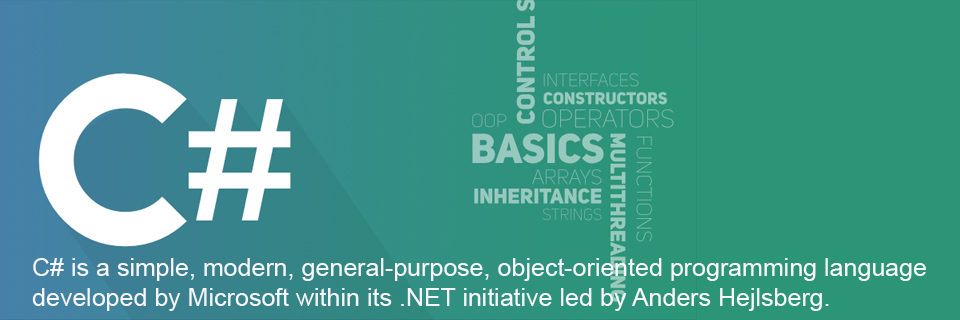 C#
CONTROL S
INTERFACES
CONSTRUCTORS
OOP OPERATORS
BASICS
MULTITHREADING
FUNCTIONS
ARRAYS
INHERITANCE
STRINGS
C# is a simple, modern, general-purpose, object-oriented programming language
developed by Microsoft within its .NET initiative led by Anders Hejlsberg.